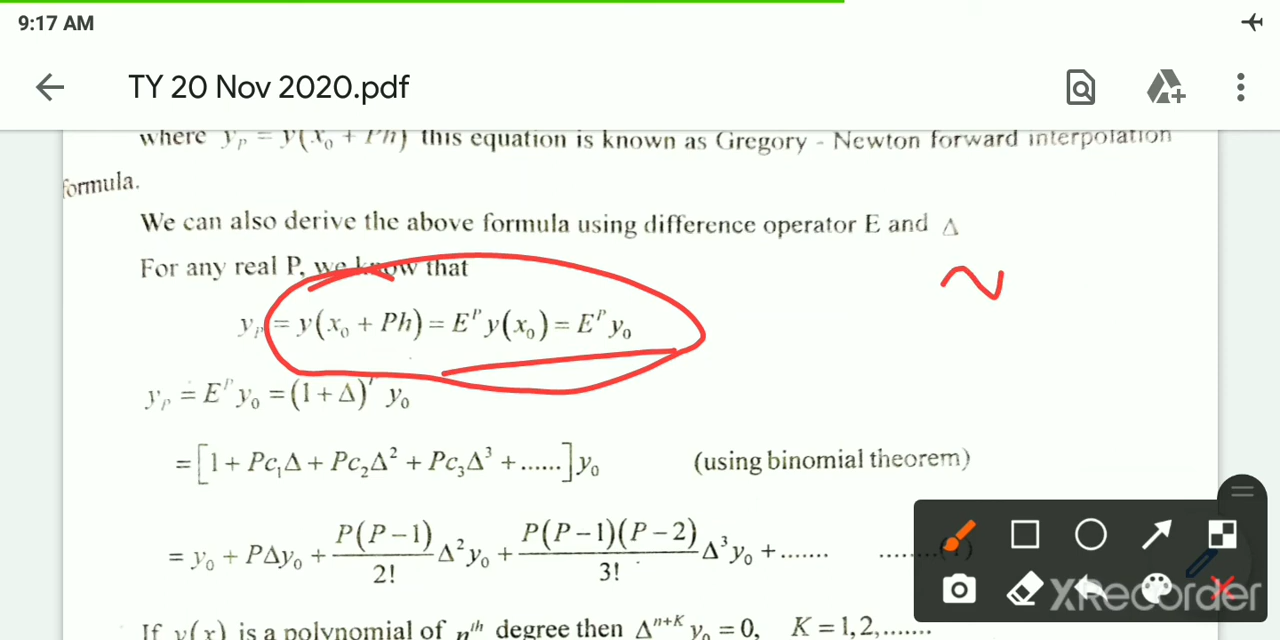 9:17 AM
TY 20 Nov 2020.pdf
where y_p = y(x_0 + Ph) this equation is known as Gregory - Newton forward interpolation
formula.
We can also derive the above formula using difference operator E and Δ
For any real P, we know that
y_p = y(x_0 + Ph) = E^P y(x_0) = E^P y_0
y_p = E^P y_0 = (1 + Δ)^P y_0
= [1 + Pc_1Δ + Pc_2Δ^2 + Pc_3Δ^3 + ......] y_0 (using binomial theorem)
= y_0 + PΔy_0 + P(P−1)/2! Δ^2 y_0 + P(P−1)(P−2)/3! Δ^3 y_0 + .......
XRecorder
If y(x) is a polynomial of n^th degree then Δ^{n+K} y_0 = 0, K = 1,2,.......